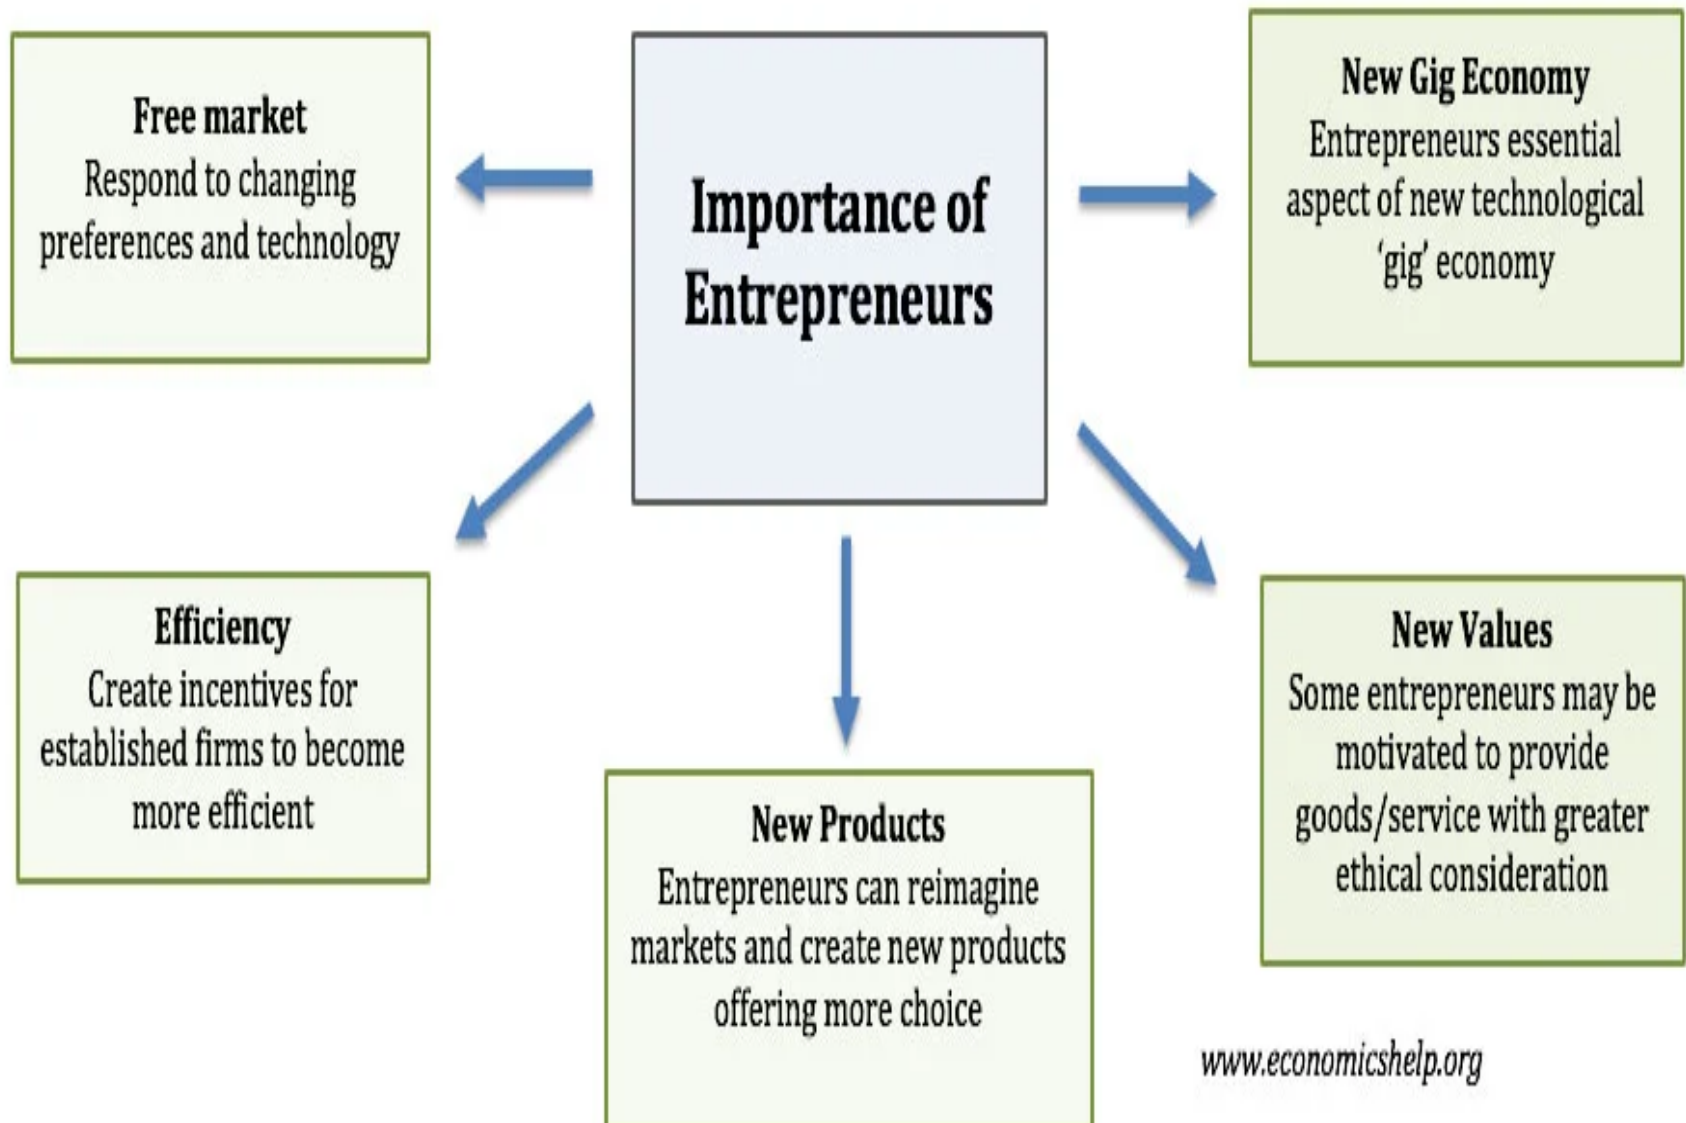 Importance of
Entrepreneurs
Free market
Respond to changing
preferences and technology
New Gig Economy
Entrepreneurs essential
aspect of new technological
‘gig’ economy
Efficiency
Create incentives for
established firms to become
more efficient
New Products
Entrepreneurs can reimagine
markets and create new products
offering more choice
New Values
Some entrepreneurs may be
motivated to provide
goods/service with greater
ethical consideration
www.economicshelp.org